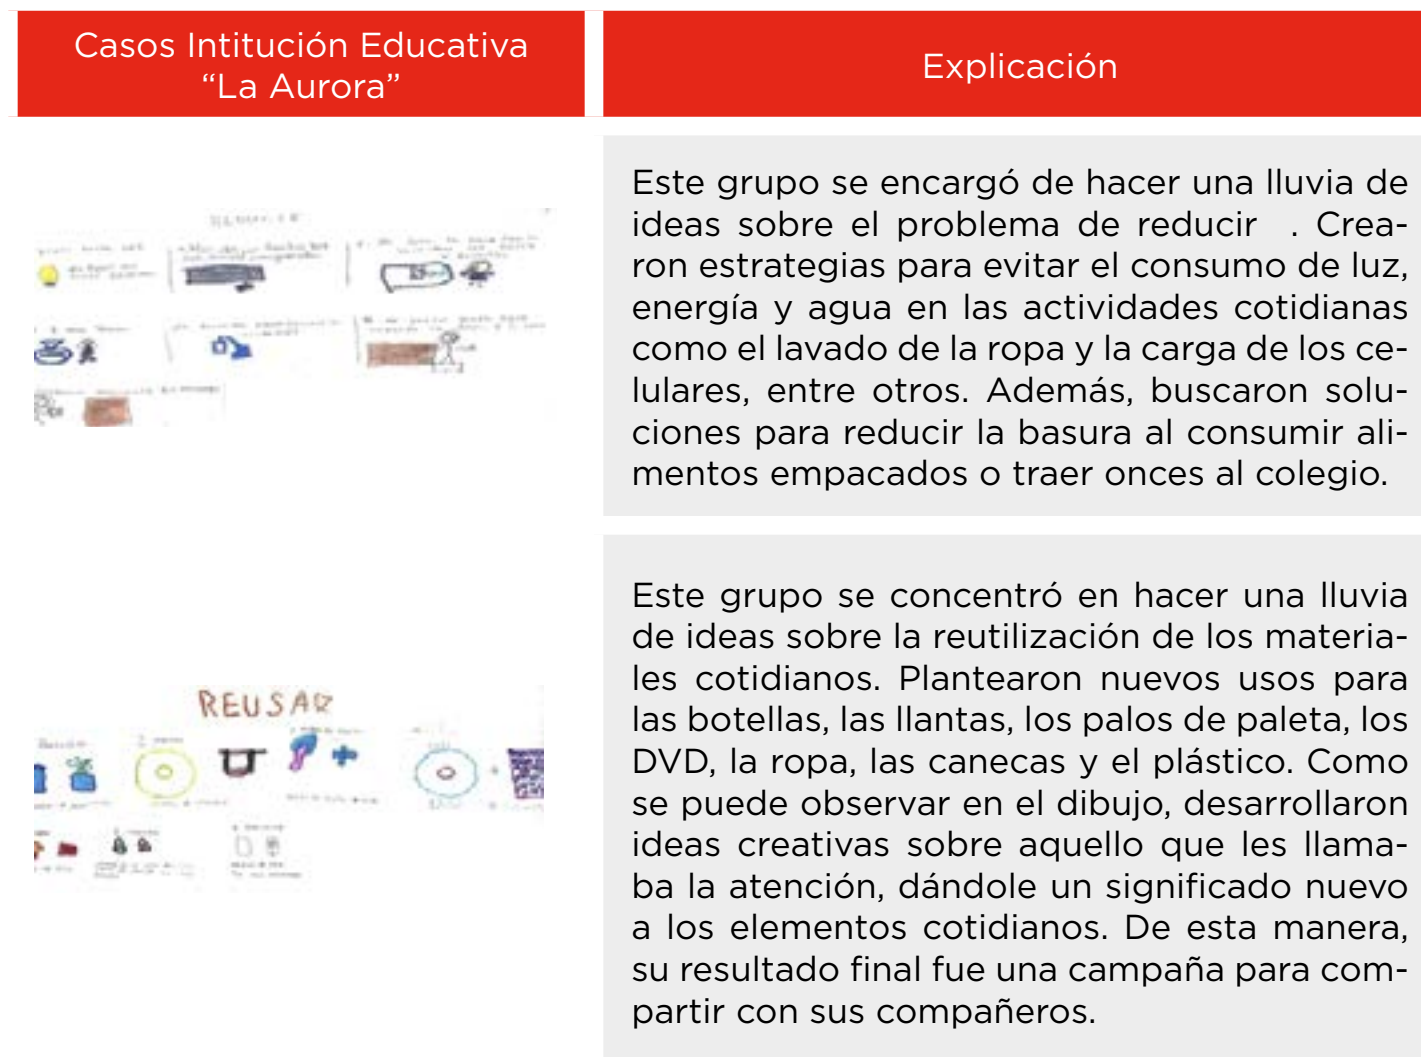 Casos Intitución Educativa
“La Aurora”
Explicación
Este grupo se encargó de hacer una lluvia de
ideas sobre el problema de reducir . Crea-
ron estrategias para evitar el consumo de luz,
energía y agua en las actividades cotidianas
como el lavado de la ropa y la carga de los ce-
lulares, entre otros. Además, buscaron solu-
ciones para reducir la basura al consumir ali-
mentos empacados o traer onces al colegio.
REUSAR
Este grupo se concentró en hacer una lluvia
de ideas sobre la reutilización de los materia-
les cotidianos. Plantearon nuevos usos para
las botellas, las llantas, los palos de paleta, los
DVD, la ropa, las canecas y el plástico. Como
se puede observar en el dibujo, desarrollaron
ideas creativas sobre aquello que les llama-
ba la atención, dándole un significado nuevo
a los elementos cotidianos. De esta manera,
su resultado final fue una campaña para com-
partir con sus compañeros.